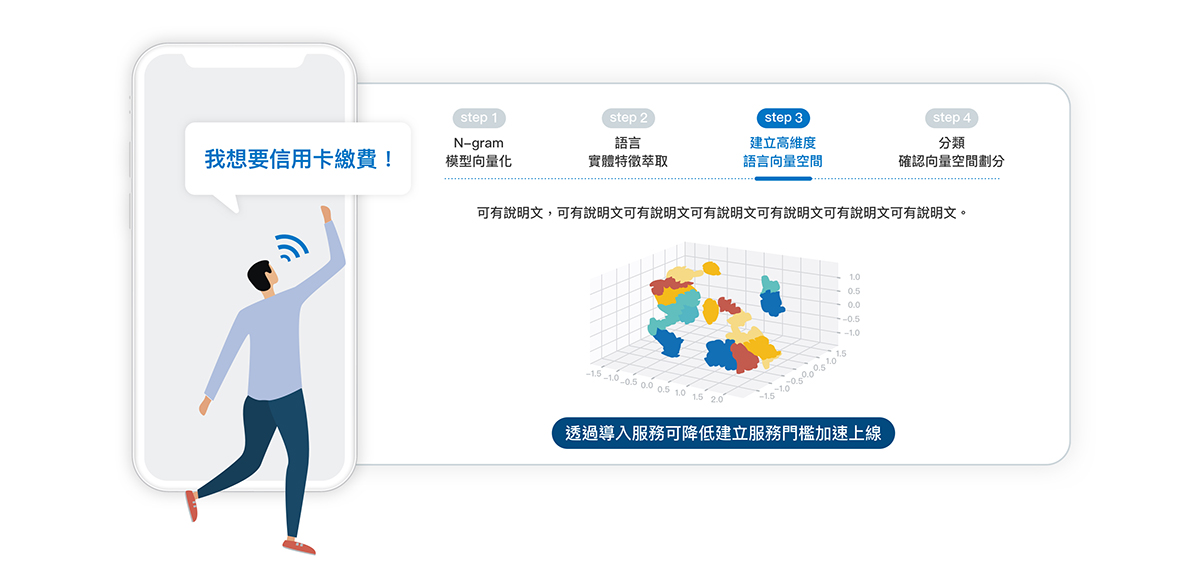 我想要信用卡繳費！
step 1
N-gram
模型向量化
step 2
語言
實體特徵萃取
step 3
建立高維度
語言向量空間
step 4
分類
確認向量空間劃分
可有說明文，可有說明文可有說明文可有說明文可有說明文可有說明文可有說明文。
1.0
0.5
0.0
-0.5
-1.0
-1.5 -1.0 -0.5 0.0 0.5 1.0 1.5 2.0
-1.5 -1.0 -0.5 0.0 0.5 1.0 1.5
透過導入服務可降低建立服務門檻加速上線